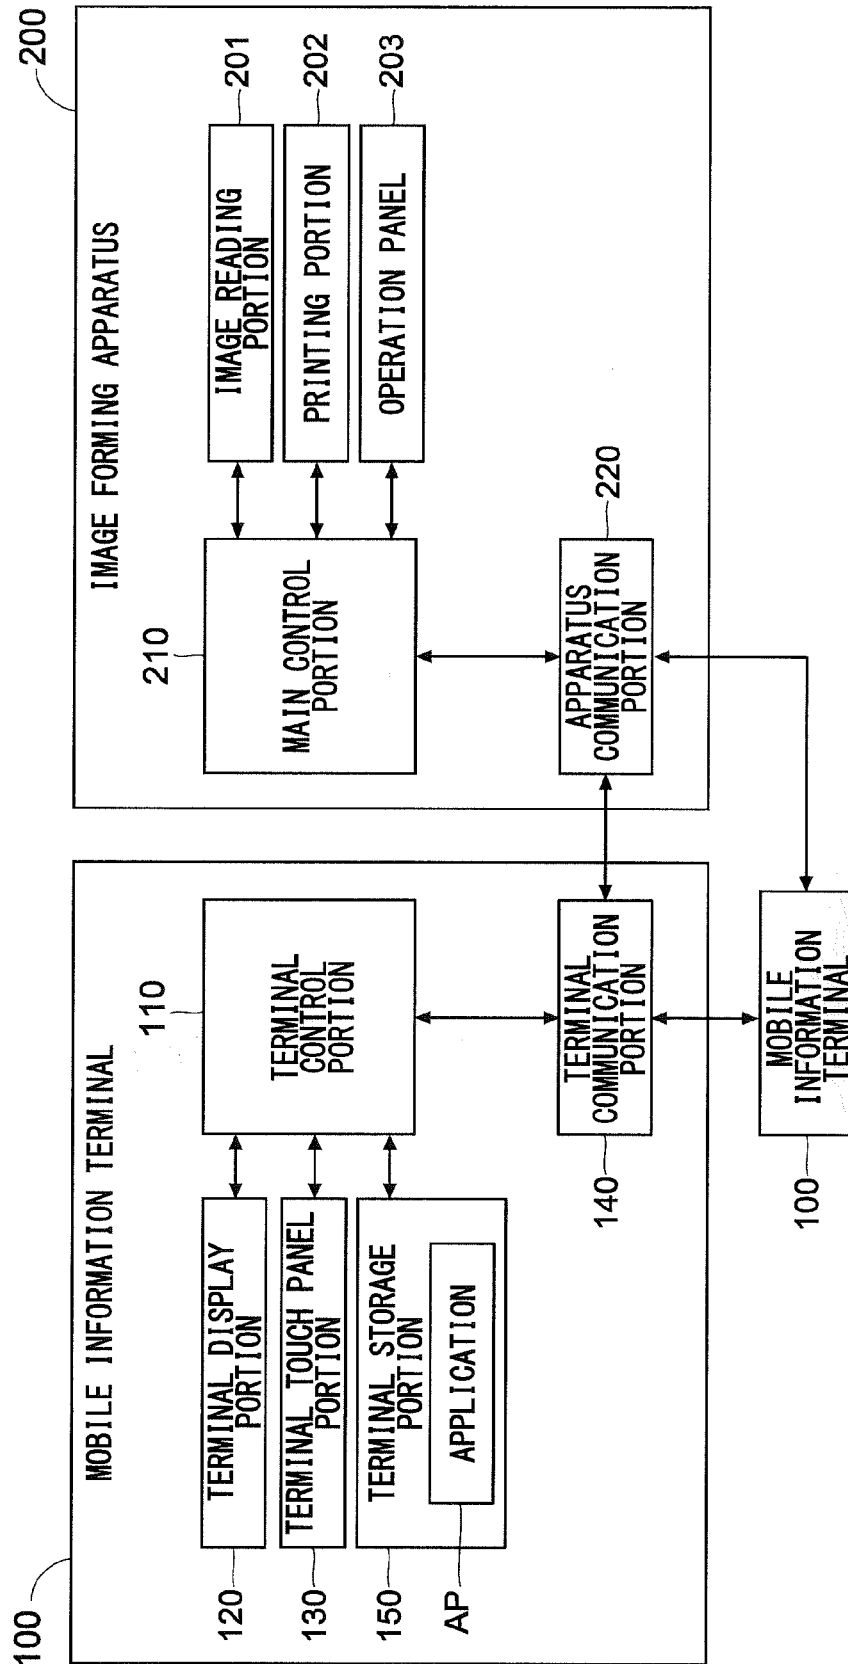 100
MOBILE INFORMATION TERMINAL
120
TERMINAL DISPLAY
PORTION
130
TERMINAL TOUCH PANEL
PORTION
150
TERMINAL STORAGE
PORTION
AP
APPLICATION
110
TERMINAL
CONTROL
PORTION
140
TERMINAL
COMMUNICATION
PORTION
100
MOBILE
INFORMATION
TERMINAL
200
IMAGE FORMING APPARATUS
210
MAIN CONTROL
PORTION
IMAGE READING
PORTION
201
PRINTING PORTION
202
OPERATION PANEL
203
APPARATUS
COMMUNICATION
PORTION
220